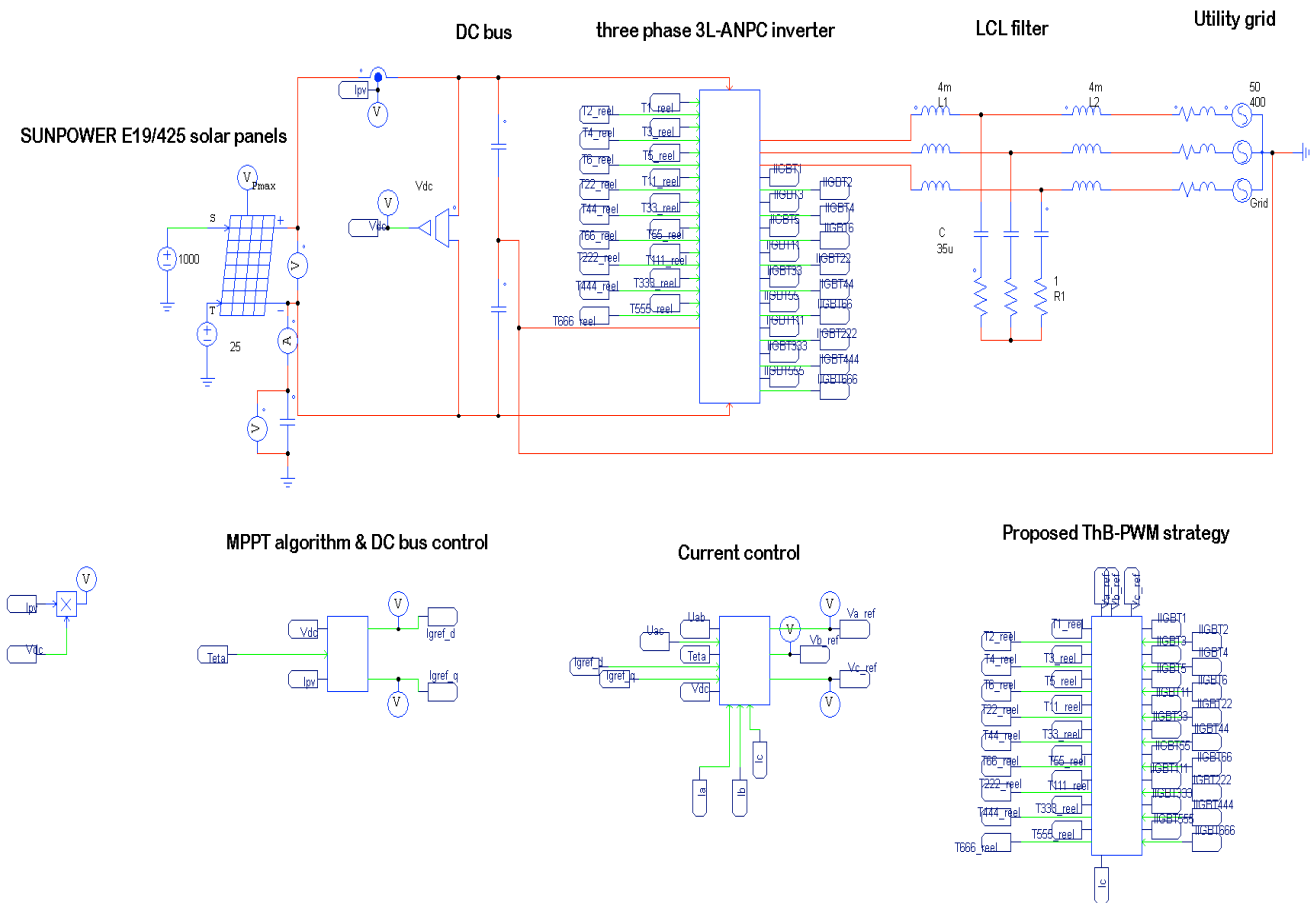 Utility grid
DC bus
three phase 3L-ANPC inverter
LCL filter
SUNPOWER E19/425 solar panels
Ipv
V
4m
L1
4m
L2
50
400
Grid
T1_reel
T2_reel
T3_reel
T4_reel
T5_reel
T6_reel
T11_reel
T22_reel
T33_reel
T44_reel
T55_reel
T66_reel
T111_reel
T222_reel
T333_reel
T444_reel
T555_reel
T666_reel
IIGBT1
IIGBT2
IIGBT4
IIGBT6
IIGBT22
IIGBT33
IIGBT44
IIGBT66
IIGBT222
IIGBT333
IIGBT444
IIGBT666
V
Pmax
S
+
1000
V
T
-
25
A
V
Vdc
V
Vdc
C
35u
1
R1
MPPT algorithm & DC bus control
Current control
Proposed ThB-PWM strategy
V
Ipv
X
Vdc
Teta
Vdc
Ipv
V
Igref_d
V
Igref_q
Uab
Uac
Teta
Igref_d
Igref_q
Vdc
V
Va_ref
V
Vb_ref
Vc_ref
V
Ia
Ib
Ic
Va_ref
Vb_ref
Vc_ref
T1_reel
T2_reel
T3_reel
T4_reel
T5_reel
T6_reel
T11_reel
T22_reel
T33_reel
T44_reel
T55_reel
T66_reel
T111_reel
T222_reel
T333_reel
T444_reel
T555_reel
T666_reel
IIGBT1
IIGBT2
IIGBT3
IIGBT4
IIGBT5
IIGBT6
IIGBT11
IIGBT22
IIGBT33
IIGBT44
IIGBT55
IIGBT66
IIGBT111
IIGBT222
IIGBT333
IIGBT444
IIGBT555
IIGBT666
Ic